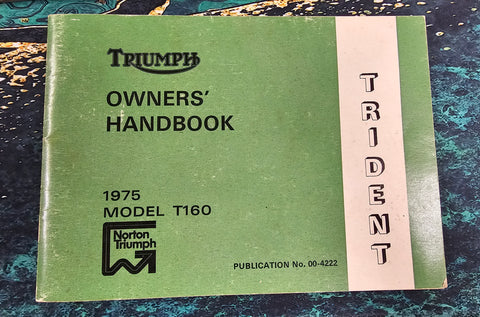 TRIUMPH
OWNERS'
HANDBOOK
1975
MODEL T160
Norton
Triumph
PUBLICATION No. 00-4222
TRIDENT